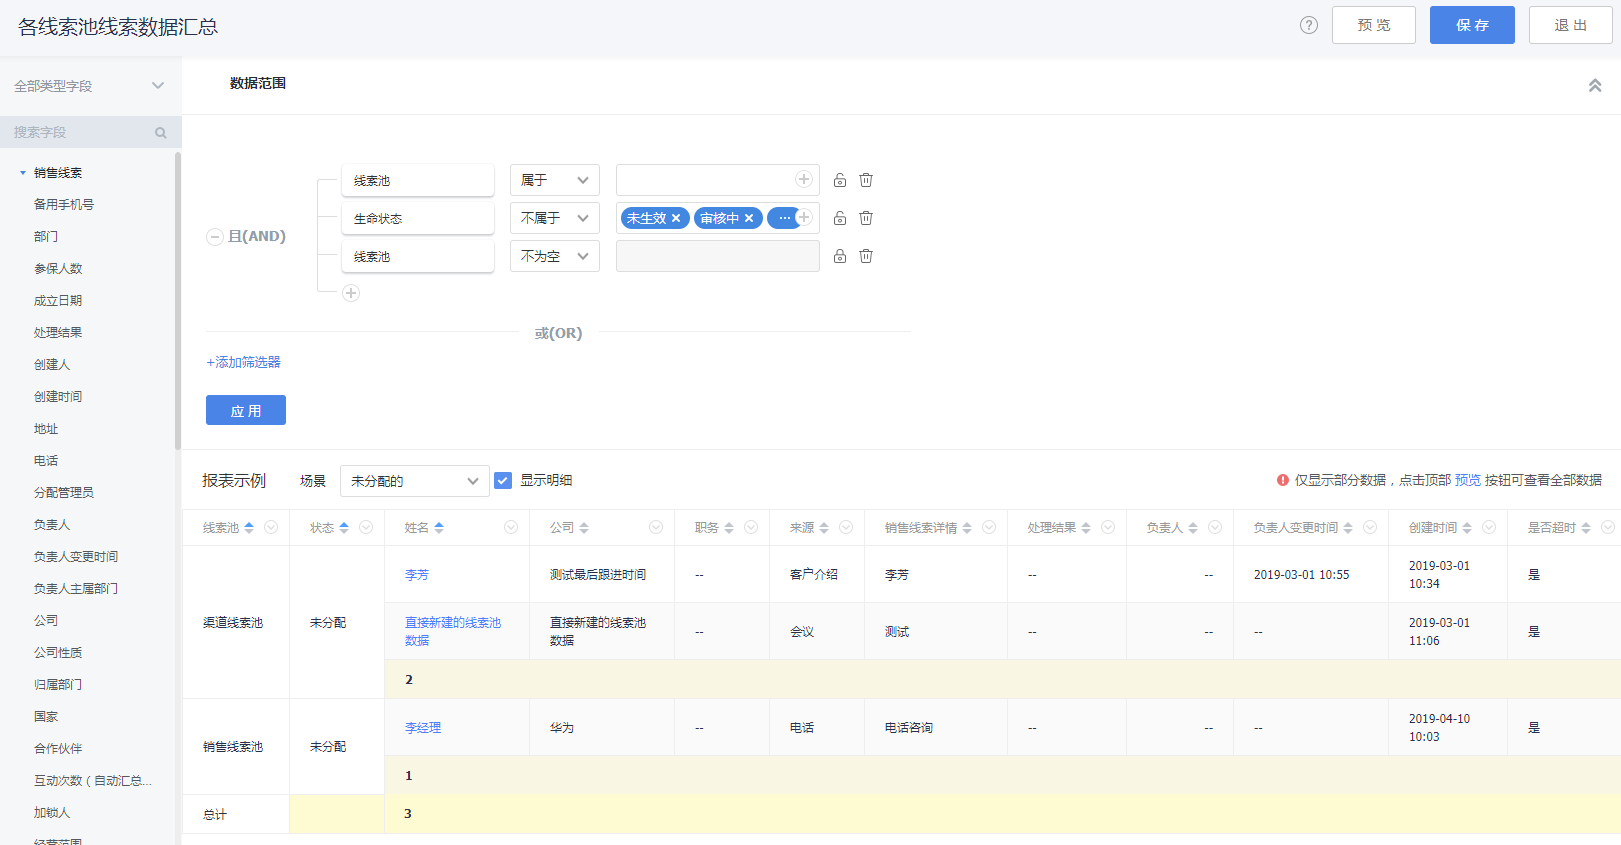 各线索池线索数据汇总
预 览
保 存
退 出
全部类型字段
搜索字段
销售线索
备用手机号
部门
参保人数
成立日期
处理结果
创建人
创建时间
地址
电话
分配管理员
负责人
负责人变更时间
负责人主属部门
公司
公司性质
归属部门
国家
合作伙伴
互动次数（自动汇总...
加锁人
经营范围
数据范围
且(AND)
线索池 属于
生命状态 不属于 未生效 × 审核中 × ...
线索池 不为空
或(OR)
+添加筛选器
应 用
报表示例 场景 未分配的 显示明细
仅显示部分数据，点击顶部 预览 按钮可查看全部数据
线索池 状态 姓名 公司 职务 来源 销售线索详情 处理结果 负责人 负责人变更时间 创建时间 是否超时
渠道线索池 未分配 李芳 测试最后跟进时间 -- 客户介绍 李芳 -- -- 2019-03-01 10:55 2019-03-01 10:34 是
直接新建的线索池数据 直接新建的线索池数据 -- 会议 测试 -- -- -- 2019-03-01 11:06 是
2
销售线索池 未分配 李经理 华为 -- 电话 电话咨询 -- -- -- 2019-04-10 10:03 是
1
总计 3